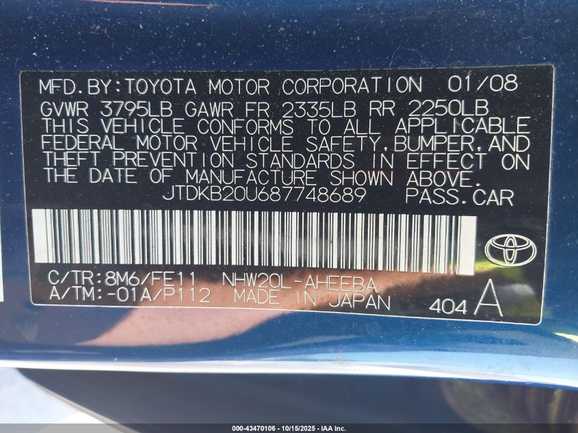 MFD.BY:TOYOTA MOTOR CORPORATION 01/08
GVWR 3795LB GAWR FR 2335LB RR 2250LB
THIS VEHICLE CONFORMS TO ALL APPLICABLE
FEDERAL MOTOR VEHICLE SAFETY,BUMPER,AND
THEFT PREVENTION STANDARDS IN EFFECT ON
THE DATE OF MANUFACTURE SHOWN ABOVE.
JTDKB20U687748689 PASS.CAR
C/TR:8M6/FE11 NHW20L-AHEEBA
A/TM:-01A/P112 MADE IN JAPAN 404 A
TOYOTA
000-43470106 - 10/15/2025 - IAA Inc.